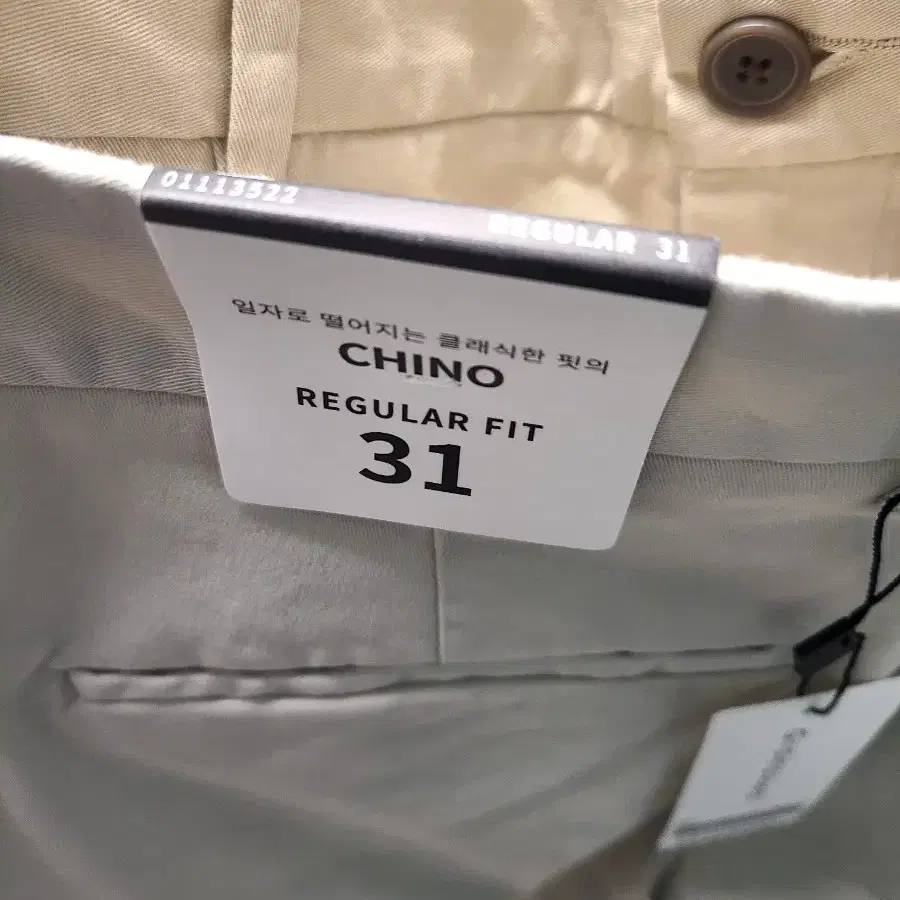 01113522
REGULAR 31
일자로 떨어지는 클래식한 핏의
CHINO
REGULAR FIT
31